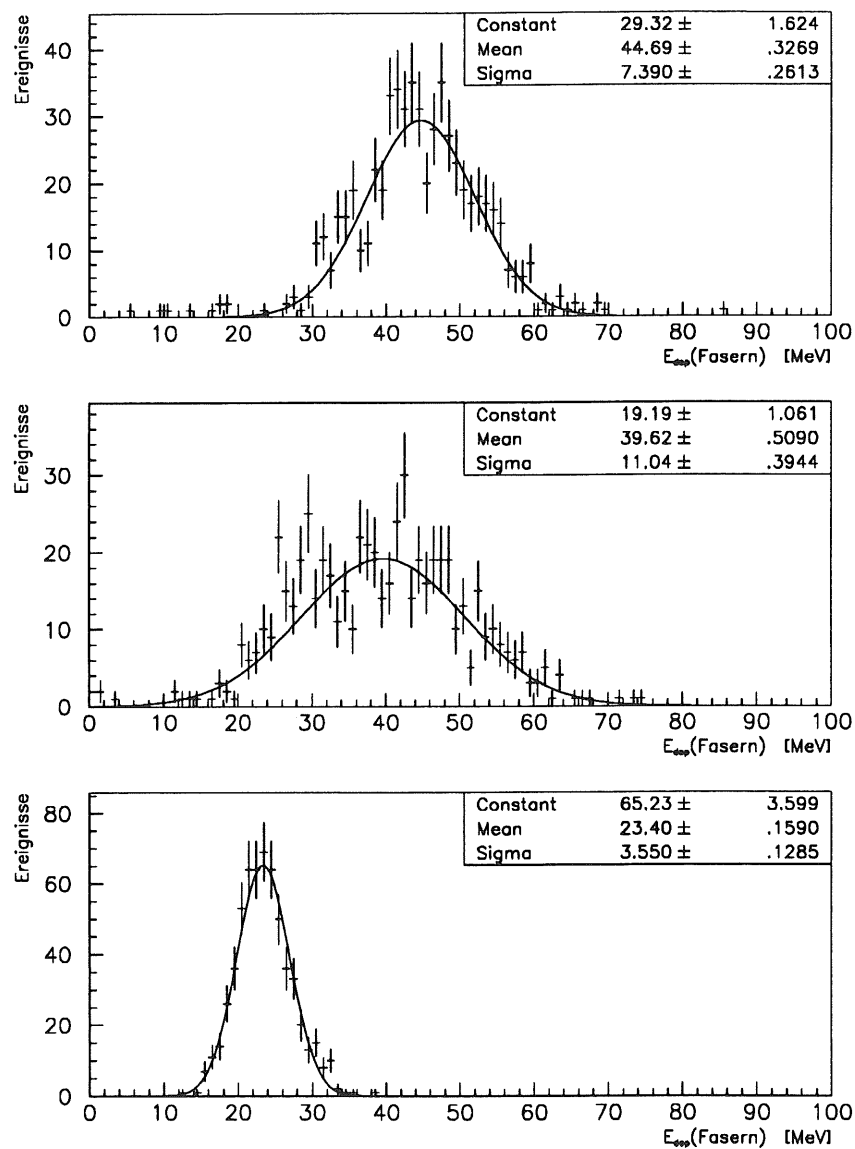 Ereignisse
Constant 29.32 ± 1.624
Mean 44.69 ± .3269
Sigma 7.390 ± .2613
40
30
20
10
0
0 10 20 30 40 50 60 70 80 90 100
E_dep(Fasern) [MeV]
Ereignisse
Constant 19.19 ± 1.061
Mean 39.62 ± .5090
Sigma 11.04 ± .3944
30
20
10
0
0 10 20 30 40 50 60 70 80 90 100
E_dep(Fasern) [MeV]
Ereignisse
Constant 65.23 ± 3.599
Mean 23.40 ± .1590
Sigma 3.550 ± .1285
80
60
40
20
0
0 10 20 30 40 50 60 70 80 90 100
E_dep(Fasern) [MeV]